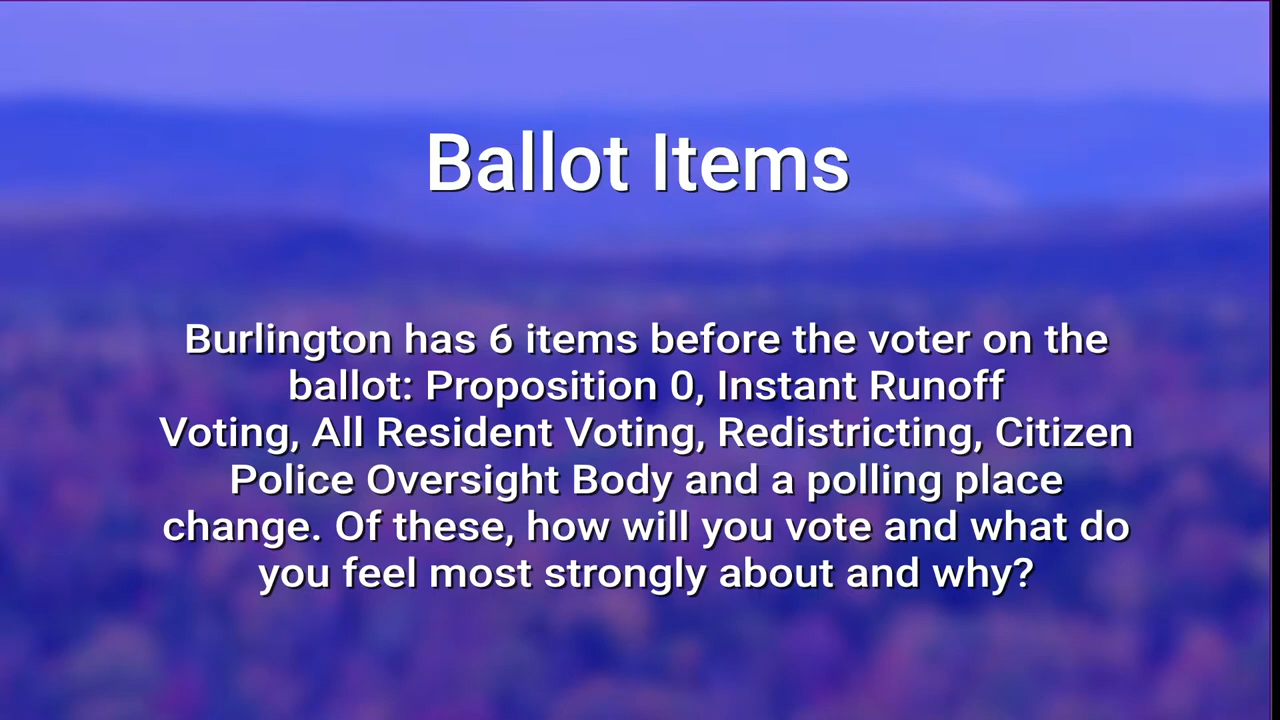 Ballot Items
Burlington has 6 items before the voter on the
ballot: Proposition 0, Instant Runoff
Voting, All Resident Voting, Redistricting, Citizen
Police Oversight Body and a polling place
change. Of these, how will you vote and what do
you feel most strongly about and why?